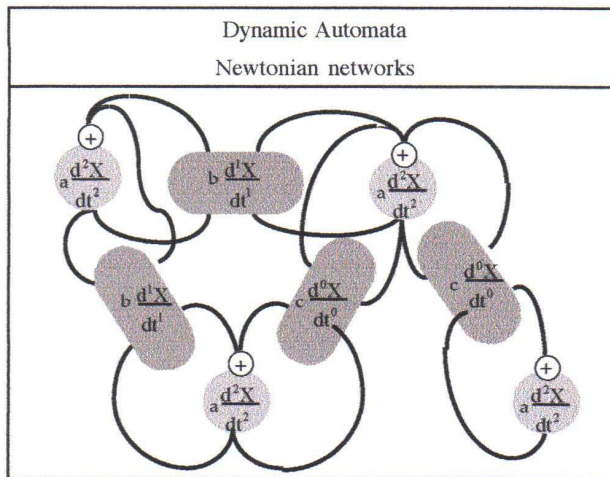 Dynamic Automata
Newtonian networks
+
a d²X
dt²
b d¹X
dt¹
+
a d²X
dt²
b d¹X
dt¹
c d⁰X
dt⁰
c d⁰X
dt⁰
+
a d²X
dt²
+
a d²X
dt²